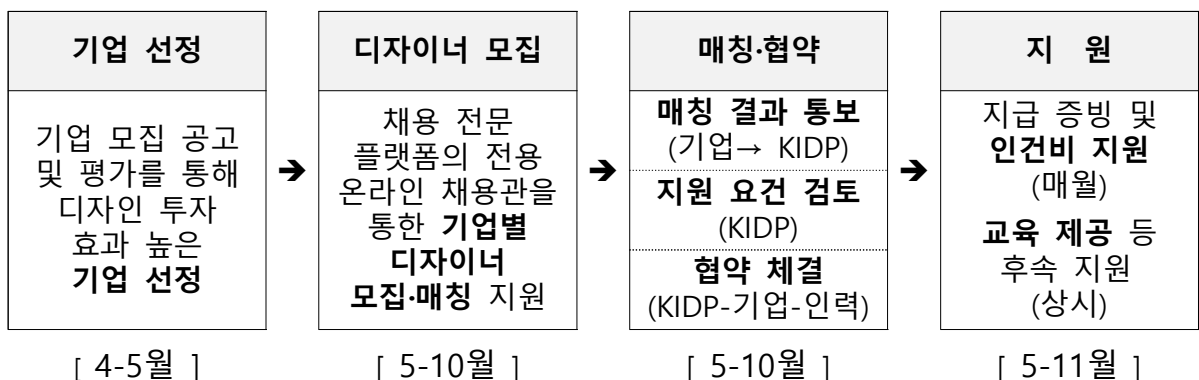 기업 선정
기업 모집 공고
및 평가를 통해
디자인 투자
효과 높은
기업 선정
[ 4-5월 ]
➔
디자이너 모집
채용 전문
플랫폼의 전용
온라인 채용관을
통한 기업별
디자이너
모집·매칭 지원
[ 5-10월 ]
➔
매칭·협약
매칭 결과 통보
(기업→ KIDP)
지원 요건 검토
(KIDP)
협약 체결
(KIDP-기업-인력)
[ 5-10월 ]
➔
지 원
지급 증빙 및
인건비 지원
(매월)
교육 제공 등
후속 지원
(상시)
[ 5-11월 ]